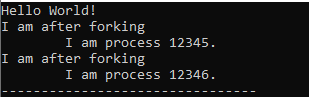 Hello World!
I am after forking
        I am process 12345.
I am after forking
        I am process 12346.
--------------------------------